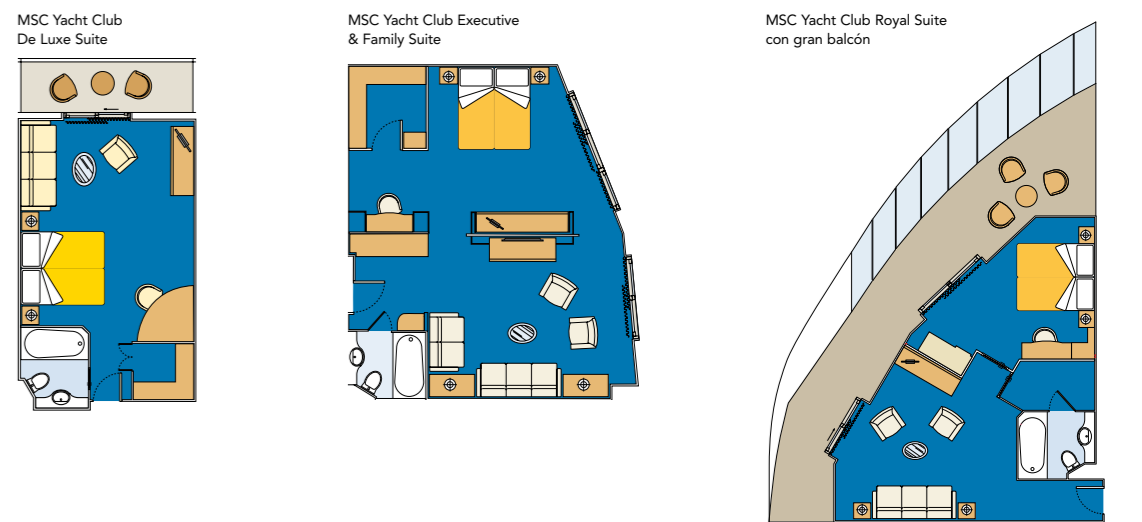 MSC Yacht Club
De Luxe Suite
MSC Yacht Club Executive
& Family Suite
MSC Yacht Club Royal Suite
con gran balcón